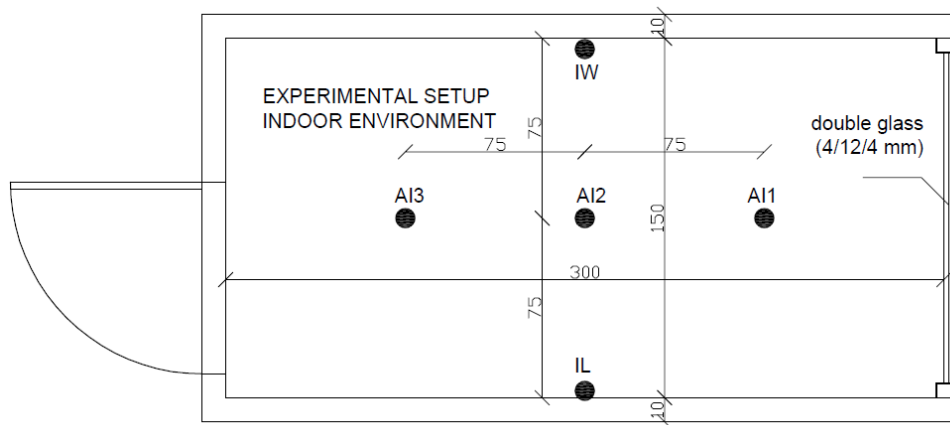 10
IW
EXPERIMENTAL SETUP
INDOOR ENVIRONMENT
75
75
75
double glass
(4/12/4 mm)
AI3
AI2
AI1
150
300
75
IL
10